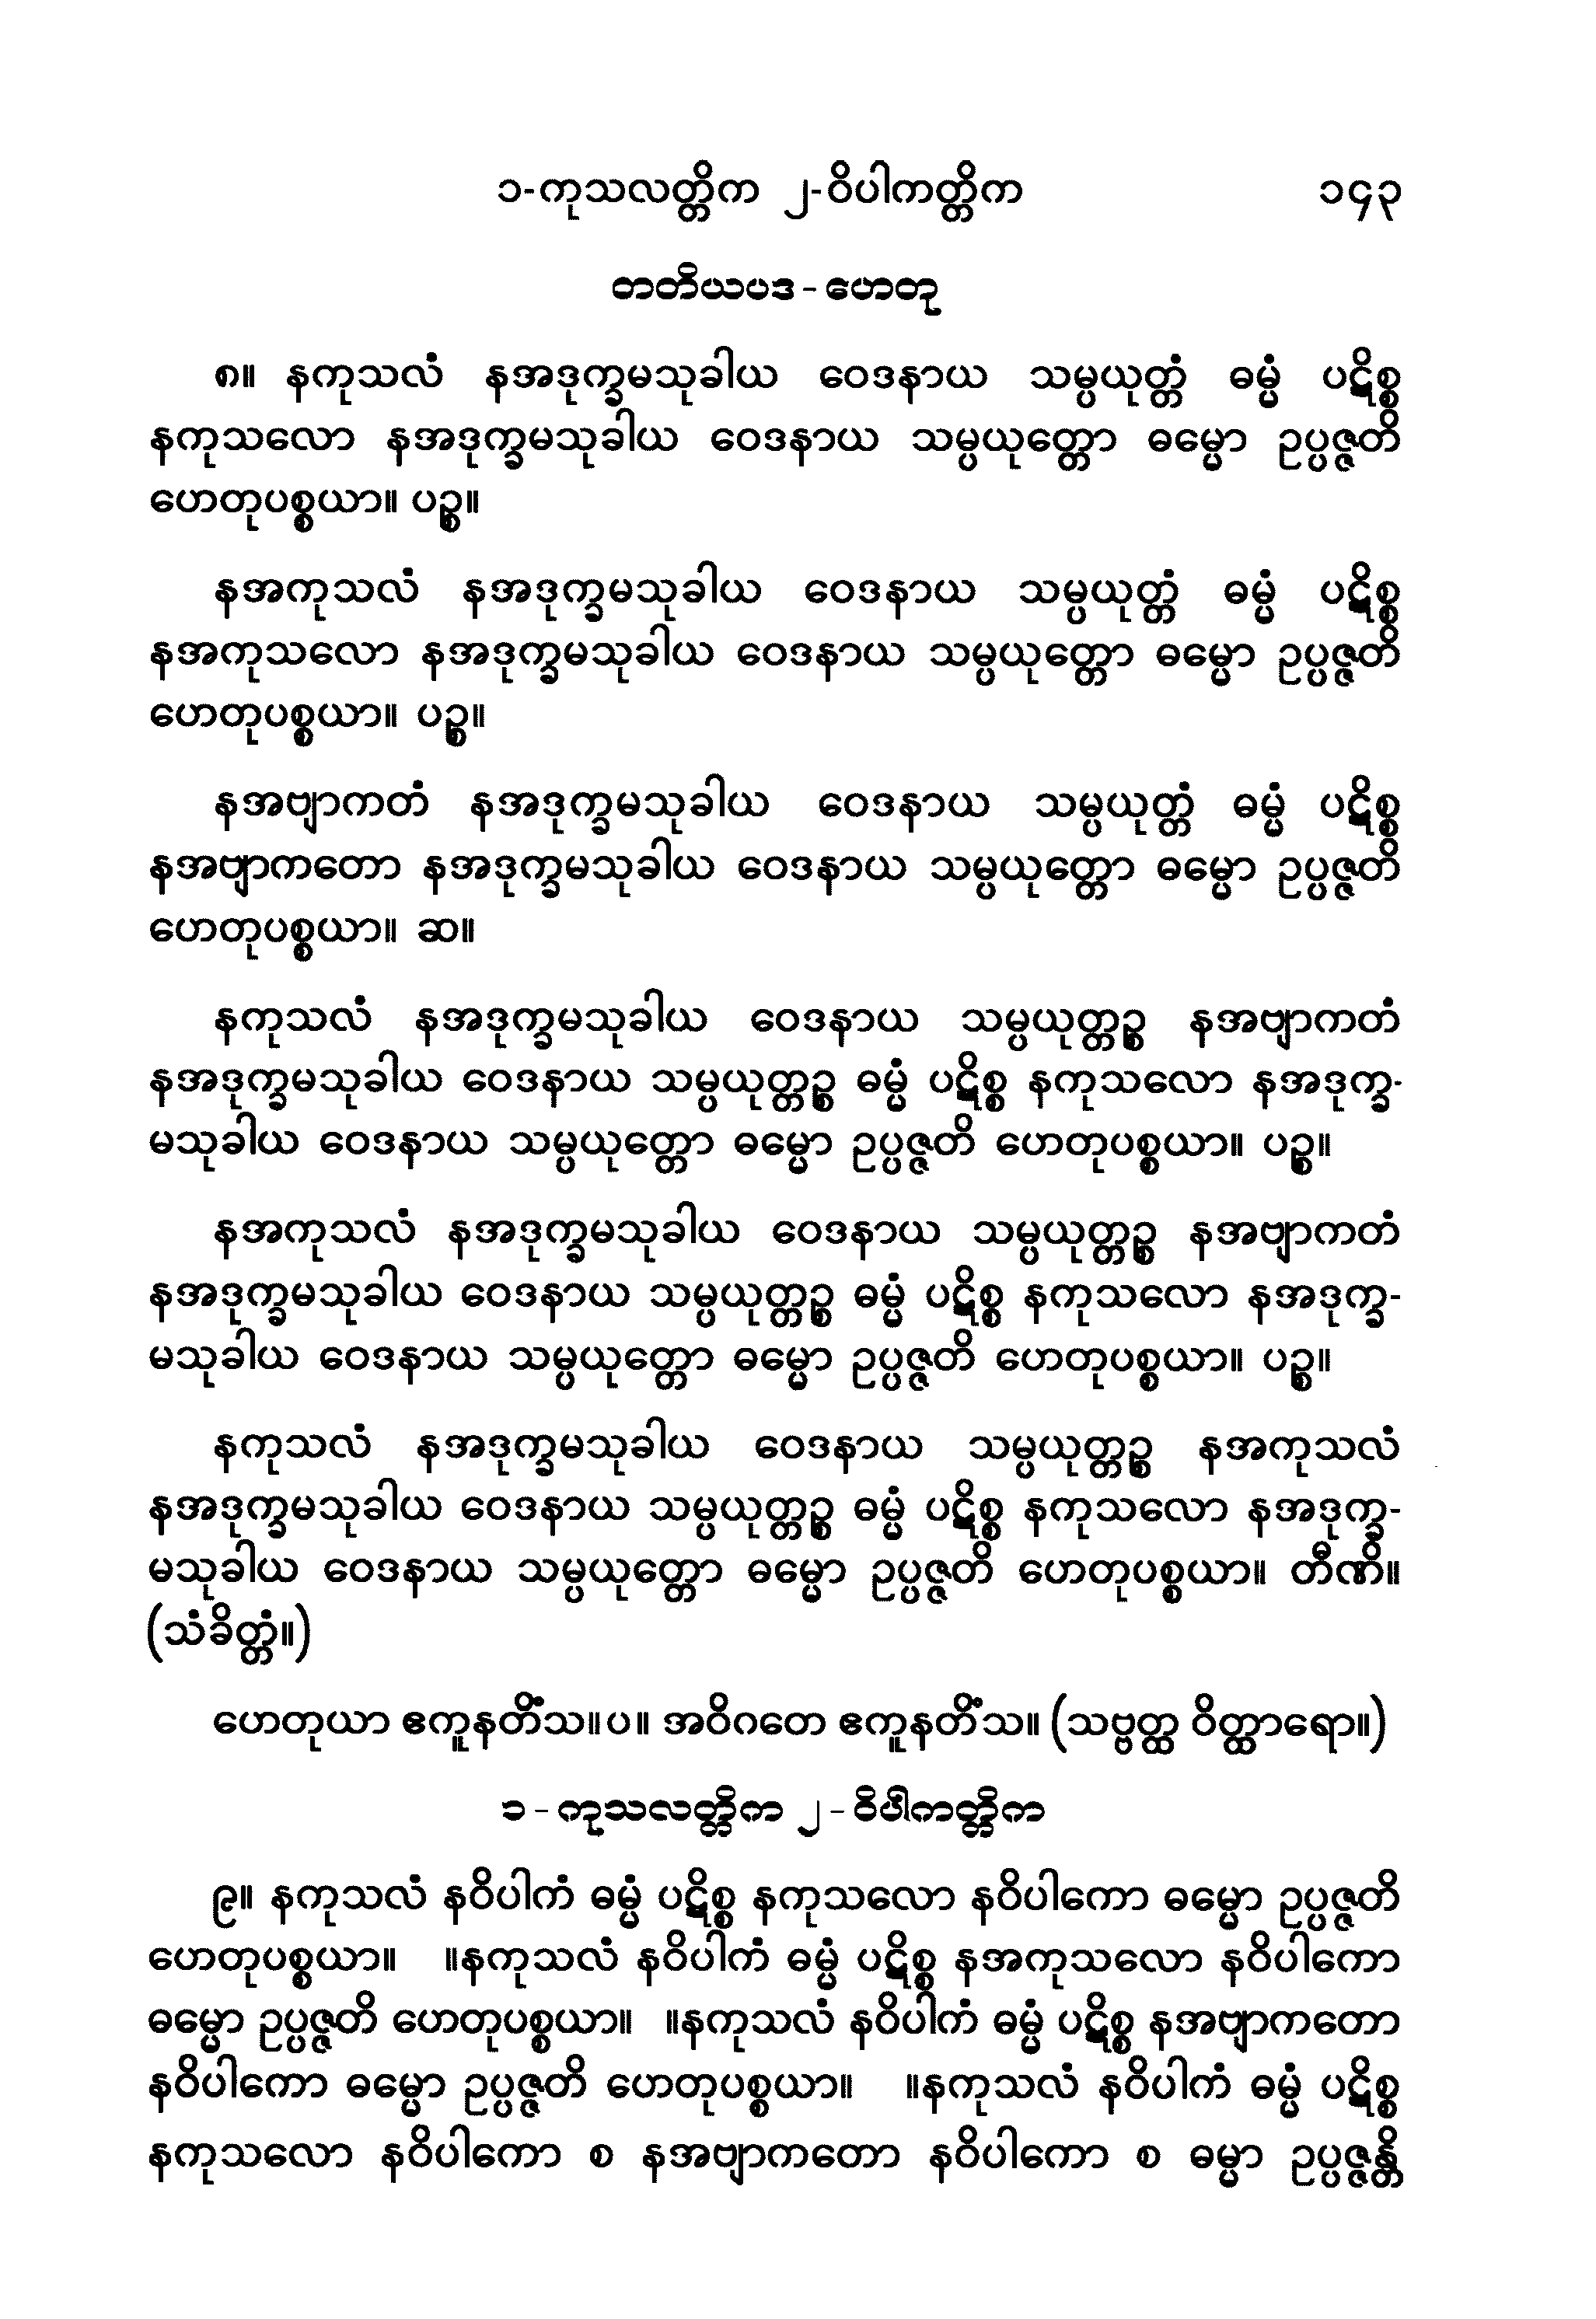 ၁-ကုသလတ္တိက ၂-ဝိပါကတ္တိက ၁၄၃
တတိယပဒ - ဟေတု
၈။ နကုသလံ နအဒုက္ခမသုခါယ ဝေဒနာယ သမ္ပယုတ္တံ ဓမ္မံ ပဋိစ္စ
နကုသလော နအဒုက္ခမသုခါယ ဝေဒနာယ သမ္ပယုတ္တော ဓမ္မော ဥပ္ပဇ္ဇတိ
ဟေတုပစ္စယာ။ ပဉ္စ။
နအကုသလံ နအဒုက္ခမသုခါယ ဝေဒနာယ သမ္ပယုတ္တံ ဓမ္မံ ပဋိစ္စ
နအကုသလော နအဒုက္ခမသုခါယ ဝေဒနာယ သမ္ပယုတ္တော ဓမ္မော ဥပ္ပဇ္ဇတိ
ဟေတုပစ္စယာ။ ပဉ္စ။
နအဗျာကတံ နအဒုက္ခမသုခါယ ဝေဒနာယ သမ္ပယုတ္တံ ဓမ္မံ ပဋိစ္စ
နအဗျာကတော နအဒုက္ခမသုခါယ ဝေဒနာယ သမ္ပယုတ္တော ဓမ္မော ဥပ္ပဇ္ဇတိ
ဟေတုပစ္စယာ။ ဆ။
နကုသလံ နအဒုက္ခမသုခါယ ဝေဒနာယ သမ္ပယုတ္တဉ္စ နအဗျာကတံ
နအဒုက္ခမသုခါယ ဝေဒနာယ သမ္ပယုတ္တဉ္စ ဓမ္မံ ပဋိစ္စ နကုသလော နအဒုက္ခ-
မသုခါယ ဝေဒနာယ သမ္ပယုတ္တော ဓမ္မော ဥပ္ပဇ္ဇတိ ဟေတုပစ္စယာ။ ပဉ္စ။
နအကုသလံ နအဒုက္ခမသုခါယ ဝေဒနာယ သမ္ပယုတ္တဉ္စ နအဗျာကတံ
နအဒုက္ခမသုခါယ ဝေဒနာယ သမ္ပယုတ္တဉ္စ ဓမ္မံ ပဋိစ္စ နကုသလော နအဒုက္ခ-
မသုခါယ ဝေဒနာယ သမ္ပယုတ္တော ဓမ္မော ဥပ္ပဇ္ဇတိ ဟေတုပစ္စယာ။ ပဉ္စ။
နကုသလံ နအဒုက္ခမသုခါယ ဝေဒနာယ သမ္ပယုတ္တဉ္စ နအကုသလံ
နအဒုက္ခမသုခါယ ဝေဒနာယ သမ္ပယုတ္တဉ္စ ဓမ္မံ ပဋိစ္စ နကုသလော နအဒုက္ခ-
မသုခါယ ဝေဒနာယ သမ္ပယုတ္တော ဓမ္မော ဥပ္ပဇ္ဇတိ ဟေတုပစ္စယာ။ တီဏိ။
(သံခိတ္တံ။)
ဟေတုယာ ဧကူနတိံသ။ပ။ အဝိဂတေ ဧကူနတိံသ။ (သဗ္ဗတ္ထ ဝိတ္ထာရော။)
၁ - ကုသလတ္တိက ၂ - ဝိပါကတ္တိက
၉။ နကုသလံ နဝိပါကံ ဓမ္မံ ပဋိစ္စ နကုသလော နဝိပါကော ဓမ္မော ဥပ္ပဇ္ဇတိ
ဟေတုပစ္စယာ။ ။နကုသလံ နဝိပါကံ ဓမ္မံ ပဋိစ္စ နအကုသလော နဝိပါကော
ဓမ္မော ဥပ္ပဇ္ဇတိ ဟေတုပစ္စယာ။ ။နကုသလံ နဝိပါကံ ဓမ္မံ ပဋိစ္စ နအဗျာကတော
နဝိပါကော ဓမ္မော ဥပ္ပဇ္ဇတိ ဟေတုပစ္စယာ။ ။နကုသလံ နဝိပါကံ ဓမ္မံ ပဋိစ္စ
နကုသလော နဝိပါကော စ နအဗျာကတော နဝိပါကော စ ဓမ္မာ ဥပ္ပဇ္ဇန္တိ